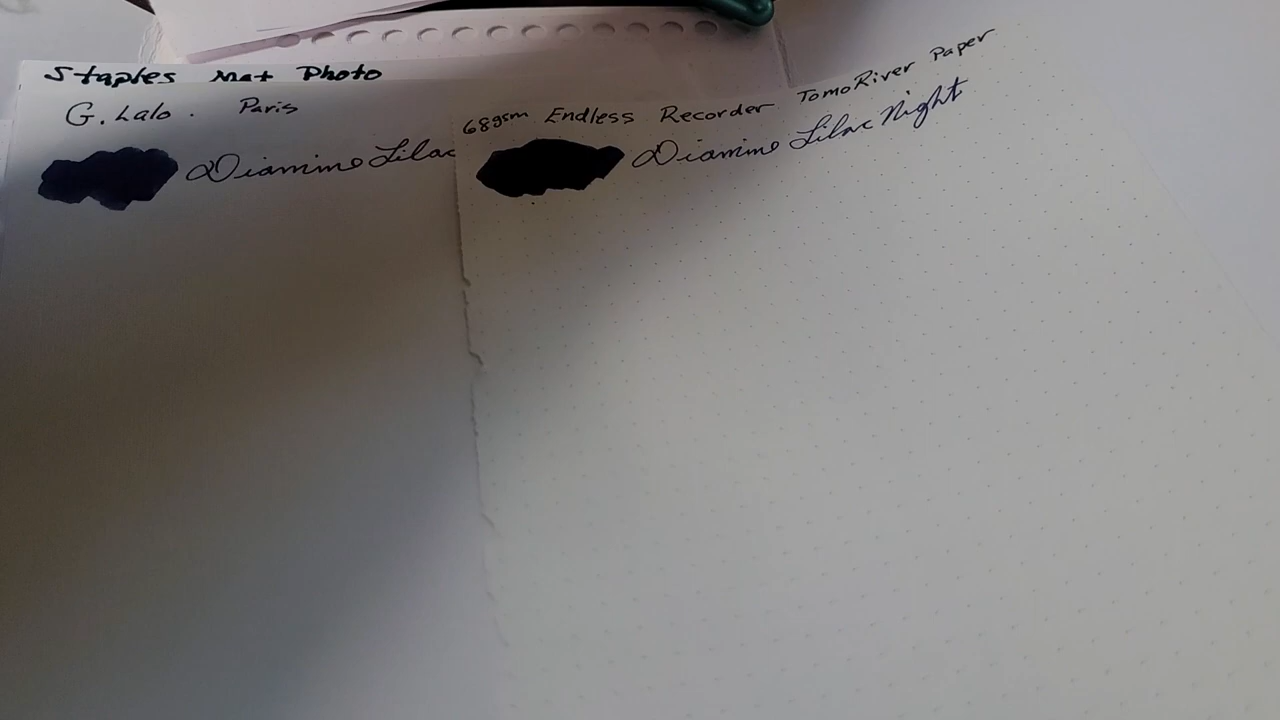 Staples Mat Photo
G. Lalo. Paris
Diamine Lilac
68gsm Endless Recorder TomoRiver Paper
Diamine Lilac Night